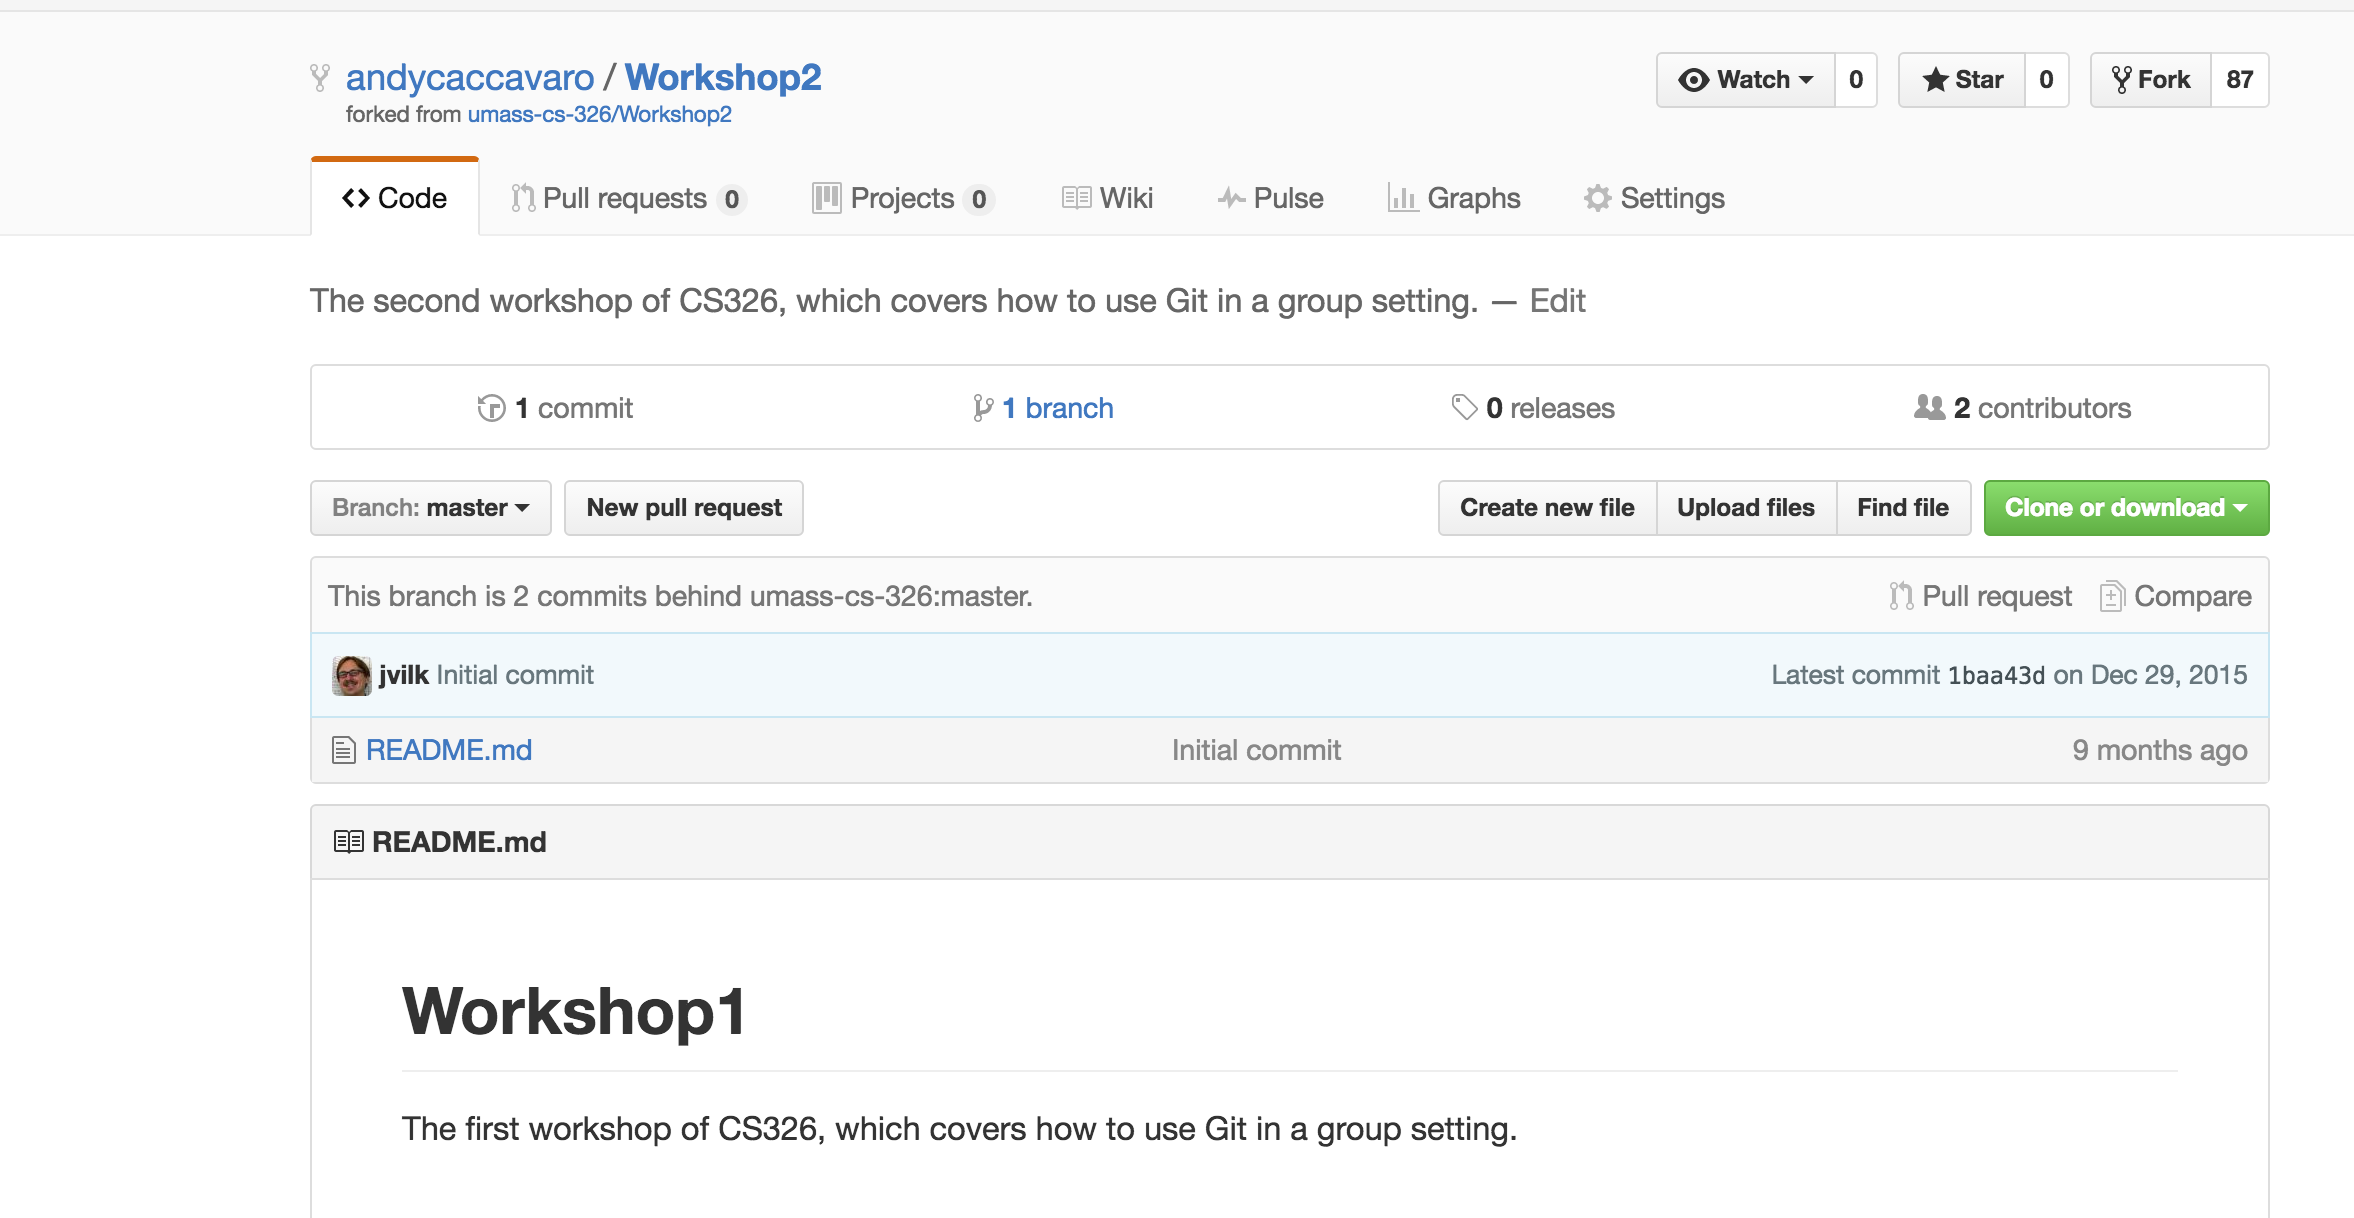 andycaccavaro / Workshop2
Watch 0 Star 0 Fork 87
forked from umass-cs-326/Workshop2
Code Pull requests 0 Projects 0 Wiki Pulse Graphs Settings
The second workshop of CS326, which covers how to use Git in a group setting. — Edit
1 commit 1 branch 0 releases 2 contributors
Branch: master New pull request Create new file Upload files Find file Clone or download
This branch is 2 commits behind umass-cs-326:master. Pull request Compare
jvilk Initial commit Latest commit 1baa43d on Dec 29, 2015
README.md Initial commit 9 months ago
README.md
Workshop1
The first workshop of CS326, which covers how to use Git in a group setting.